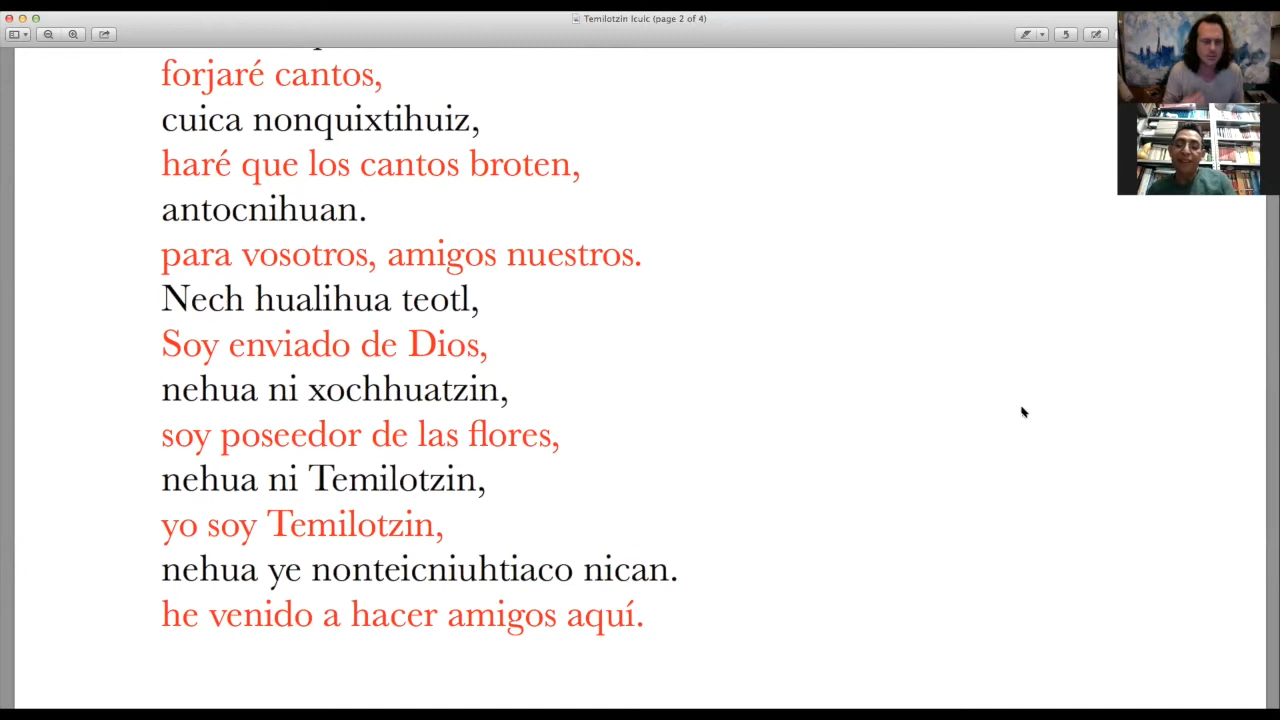 Temilotzin Icuic (page 2 of 4)
forjaré cantos,
cuica nonquixtihuiz,
haré que los cantos broten,
antocnihuan.
para vosotros, amigos nuestros.
Nech hualihua teotl,
Soy enviado de Dios,
nehua ni xochhuatzin,
soy poseedor de las flores,
nehua ni Temilotzin,
yo soy Temilotzin,
nehua ye nonteicniuhtiaco nican.
he venido a hacer amigos aquí.